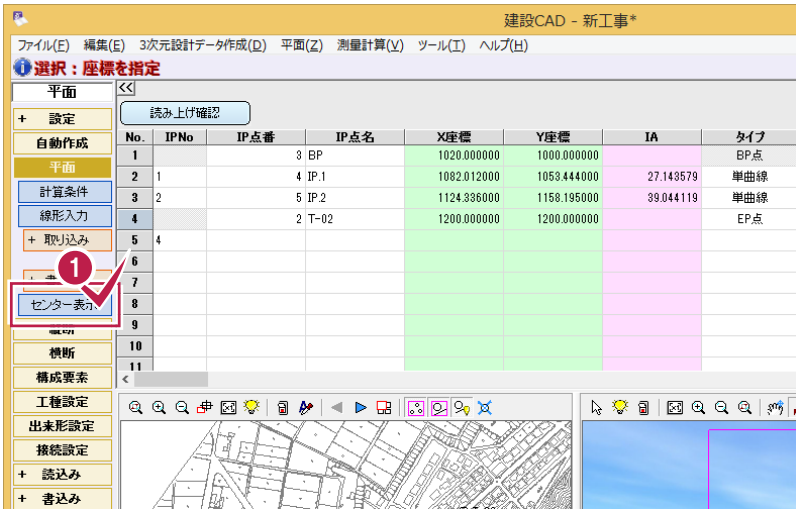 建設CAD - 新工事*
ファイル(F) 編集(E) 3次元設計データ作成(D) 平面(Z) 測量計算(V) ツール(T) ヘルプ(H)
選択：座標を指定
平面
+ 設定
自動作成
平面
計算条件
線形入力
+ 取り込み
1
センター表示
横断
構成要素
工種設定
出来形設定
接続設定
+ 読込み
+ 書込み
<<
読み上げ確認
No. IPNo IP点番 IP点名 X座標 Y座標 IA タイプ
1 3 BP 1020.000000 1000.000000 BP点
2 1 4 IP.1 1082.012000 1053.444000 27.143579 単曲線
3 2 5 IP.2 1124.336000 1158.195000 39.044119 単曲線
4 2 T-02 1200.000000 1200.000000 EP点
5 4
6
7
8
9
10
11